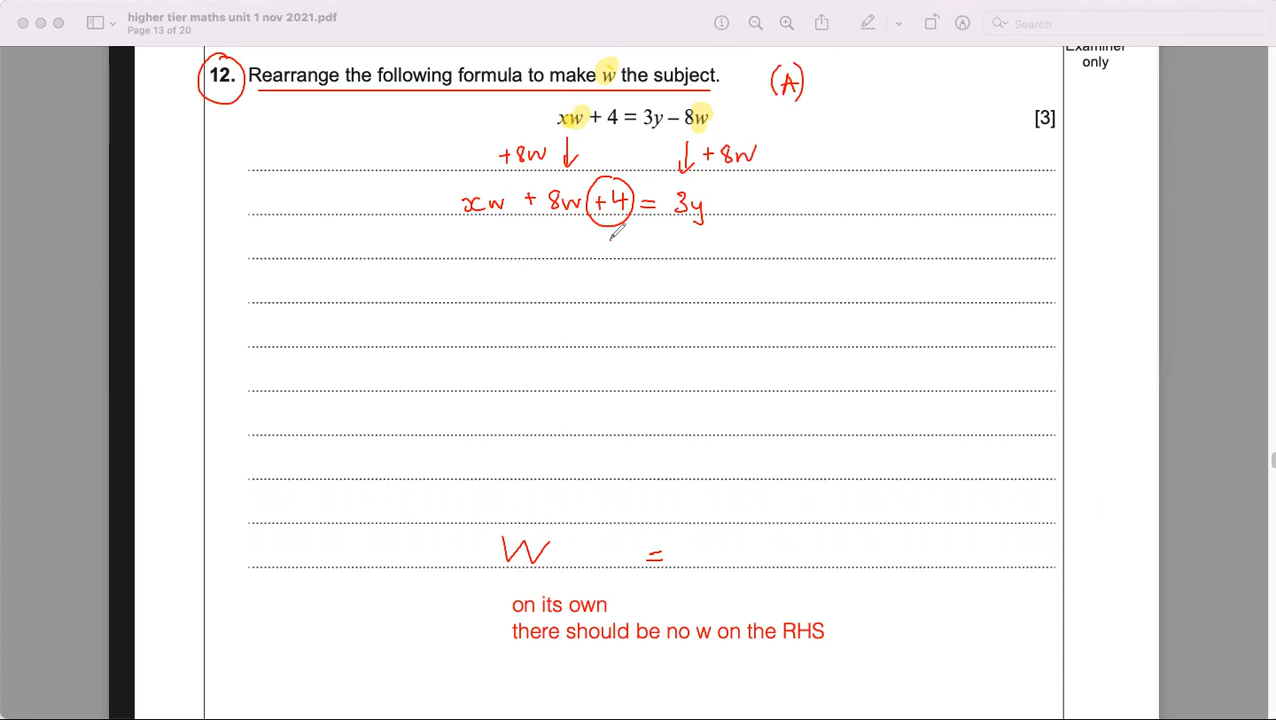 higher tier maths unit 1 nov 2021.pdf
Page 13 of 20
Search
Examiner
only
12. Rearrange the following formula to make w the subject. (A)
xw + 4 = 3y – 8w [3]
+8w ↓ ↓ +8w
xw + 8w +4 = 3y
W =
on its own
there should be no w on the RHS